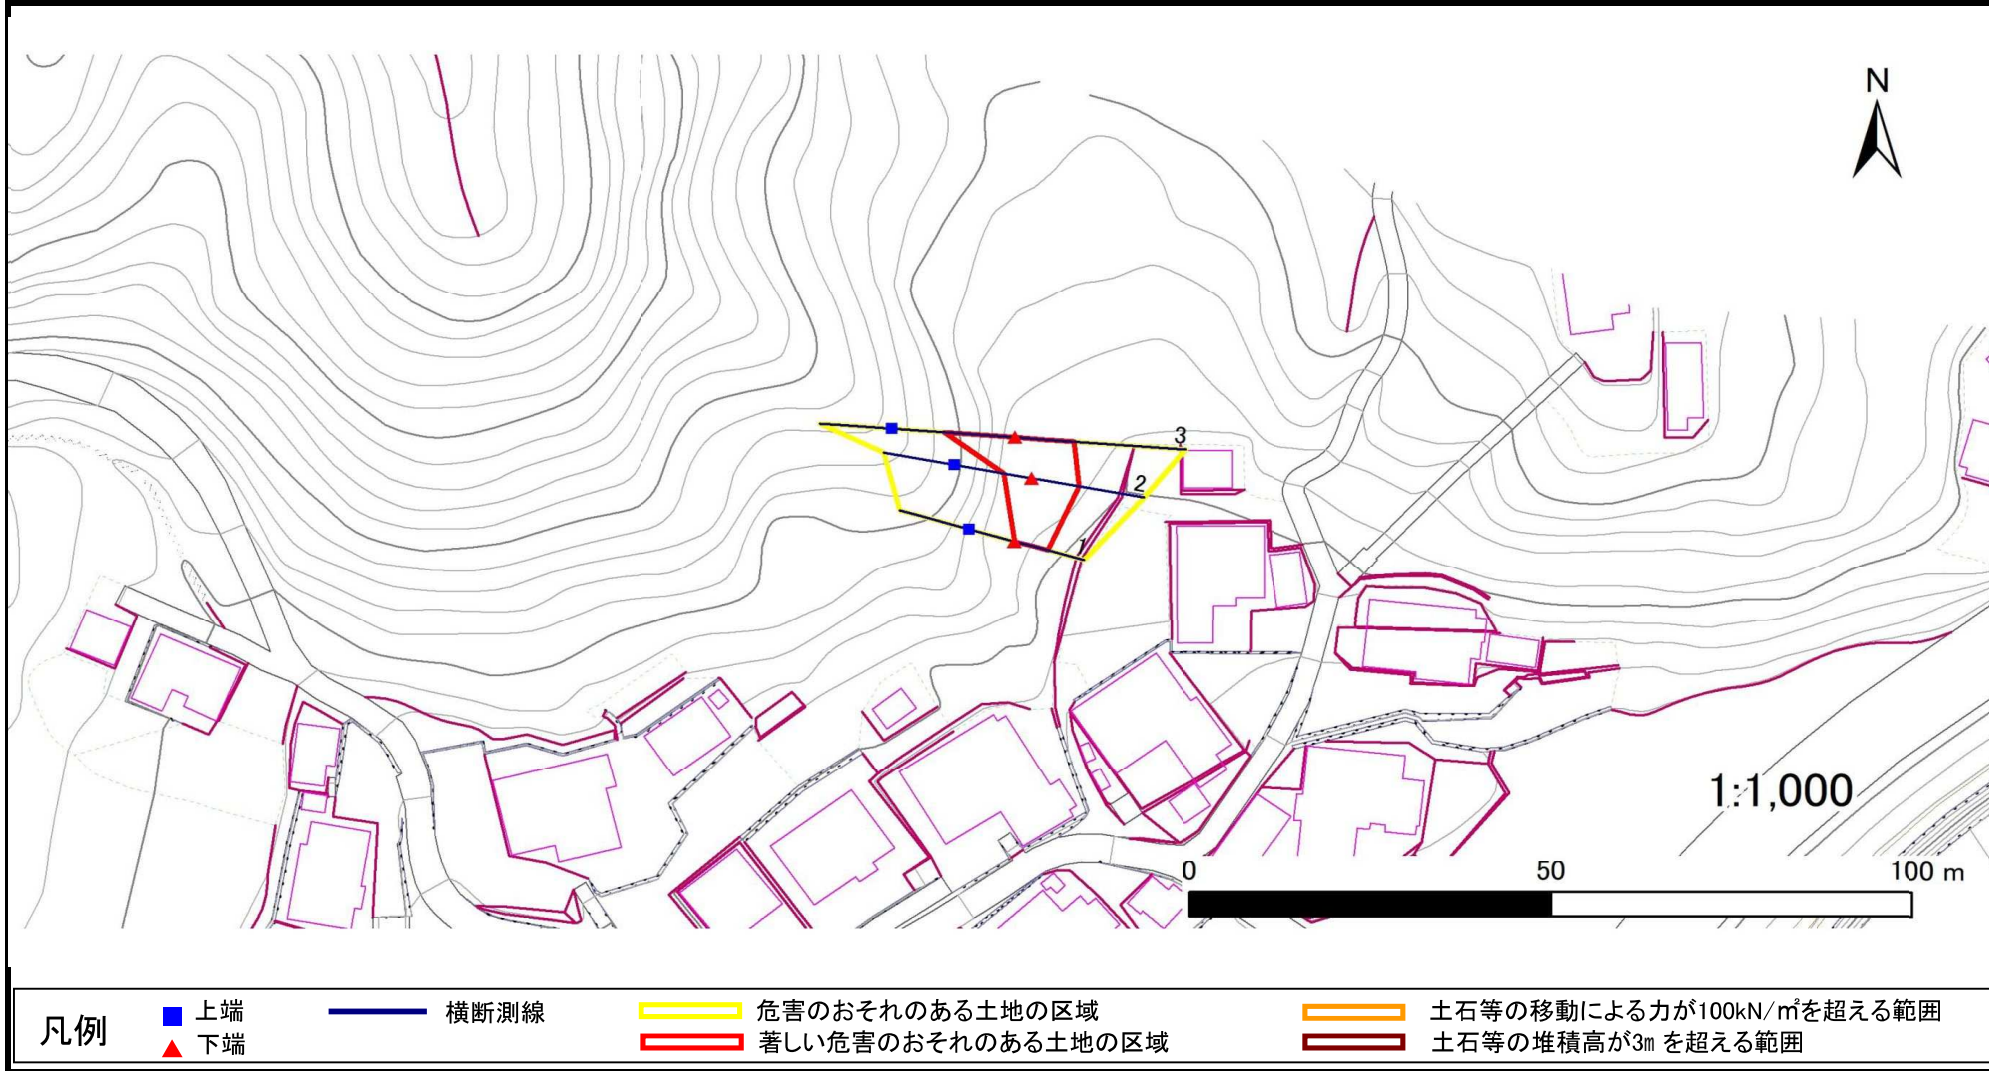 N
3
2
1
1:1,000
0 50 100 m
凡例
上端 横断測線 危害のおそれのある土地の区域 土石等の移動による力が100kN/㎡を超える範囲
下端 著しい危害のおそれのある土地の区域 土石等の堆積高が3mを超える範囲